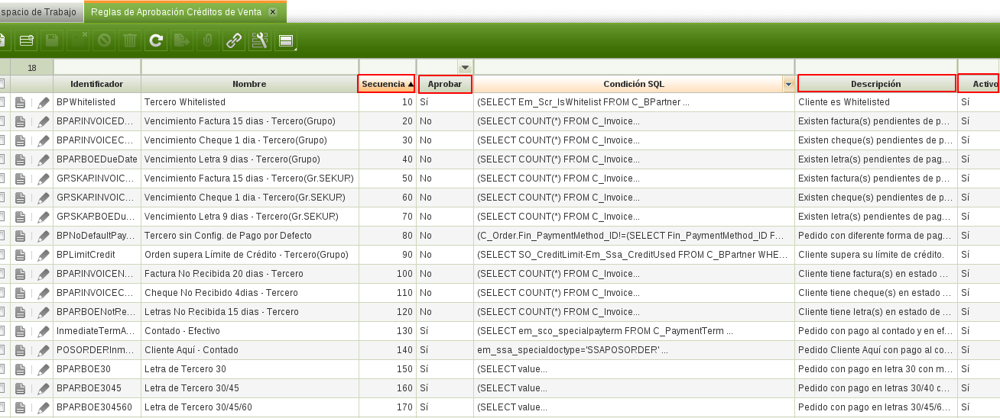 spacio de Trabajo Reglas de Aprobación Créditos de Venta x
18
Identificador Nombre Secuencia Aprobar Condición SQL Descripción Activo
BPWhitelisted Tercero Whitelisted 10 Sí (SELECT Em_Scr_IsWhitelist FROM C_BPartner ... Cliente es Whitelisted Sí
BPARINVOICED... Vencimiento Factura 15 dias - Tercero(Grupo) 20 No (SELECT COUNT(*) FROM C_Invoice... Existen factura(s) pendientes de p... Sí
BPARINVOICEC... Vencimiento Cheque 1 dia - Tercero(Grupo) 30 No (SELECT COUNT(*) FROM C_Invoice... Existen cheque(s) pendientes de p... Sí
BPARBOEDueDate Vencimiento Letra 9 dias - Tercero(Grupo) 40 No (SELECT COUNT(*) FROM C_Invoice... Existen letra(s) pendientes de pag... Sí
GRSKARINVOIC... Vencimiento Factura 15 dias - Tercero(Gr.SEKUR) 50 No (SELECT COUNT(*) FROM C_Invoice... Existen factura(s) pendientes de p... Sí
GRSKARINVOIC... Vencimiento Cheque 1 dia - Tercero(Gr.SEKUR) 60 No (SELECT COUNT(*) FROM C_Invoice... Existen cheque(s) pendientes de p... Sí
GRSKARBOEDu... Vencimiento Letra 9 dias - Tercero(Gr.SEKUR) 70 No (SELECT COUNT(*) FROM C_Invoice... Existen letra(s) pendientes de pag... Sí
BPNoDefaultPay... Tercero sin Config. de Pago por Defecto 80 No (C_Order.Fin_PaymentMethod_ID!=(SELECT Fin_PaymentMethod_ID F... Pedido con diferente forma de pag... Sí
BPLimitCredit Orden supera Límite de Crédito - Tercero(Grupo) 90 No (SELECT SO_CreditLimit-Em_Ssa_CreditUsed FROM C_BPartner WHE... Cliente supera su límite de crédito. Sí
BPARINVOICEN... Factura No Recibida 20 dias - Tercero 100 No (SELECT COUNT(*) FROM C_Invoice... Cliente tiene factura(s) en estado ... Sí
BPARINVOICEC... Cheque No Recibido 4dias - Tercero 110 No (SELECT COUNT(*) FROM C_Invoice... Cliente tiene cheque(s) en estado ... Sí
BPARBOENotRe... Letras No Recibida 15 dias - Tercero 120 No (SELECT COUNT(*) FROM C_Invoice... Cliente tiene letra(s) en estado de ... Sí
InmediateTermA... Contado - Efectivo 130 Sí (SELECT em_sco_specialpayterm FROM C_PaymentTerm ... Pedido con pago al contado y en ef... Sí
POSORDERInm... Cliente Aquí - Contado 140 Sí em_ssa_specialdoctype='SSAPOSORDER' ... Pedido Cliente Aquí con pago al co... Sí
BPARBOE30 Letra de Tercero 30 150 Sí (SELECT value... Pedido con pago en letra 30 con m... Sí
BPARBOE3045 Letra de Tercero 30/45 160 Sí (SELECT value... Pedido con pago en letras 30/40 c... Sí
BPARBOE304560 Letra de Tercero 30/45/60 170 Sí (SELECT value... Pedido con pago en letras 30/45/6... Sí